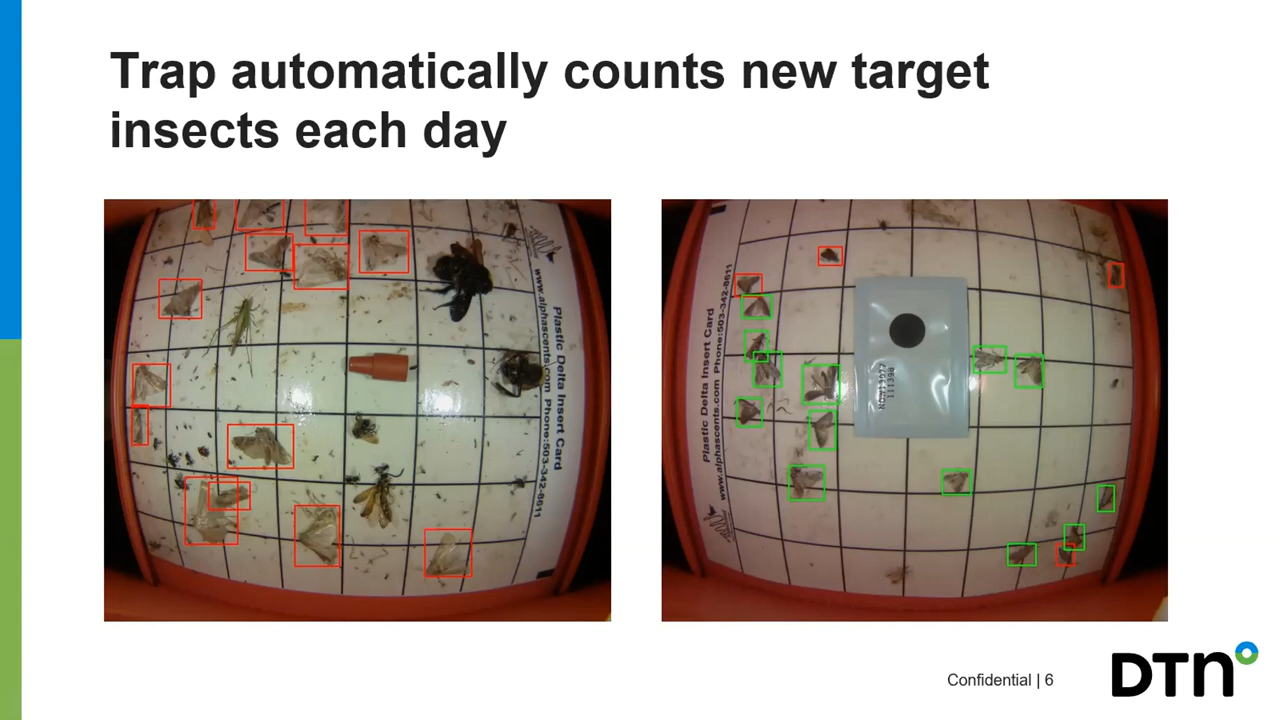 Trap automatically counts new target
insects each day
Plastic Delta Insert Card
www.alphascents.com Phone:503-342-8611
Plastic Delta Insert Card
www.alphascents.com Phone:503-342-8611
111398
Confidential | 6
DTN